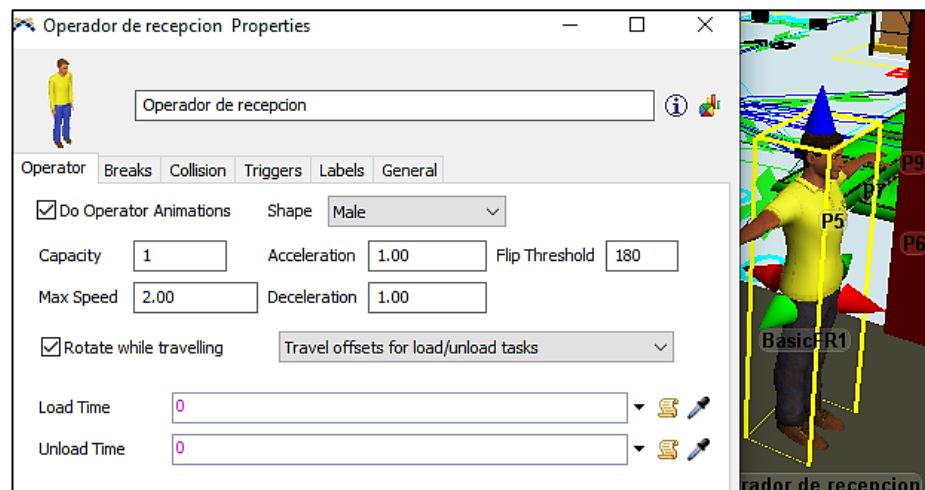 Operador de recepcion Properties
Operador de recepcion
Operator Breaks Collision Triggers Labels General
Do Operator Animations Shape Male
Capacity 1 Acceleration 1.00 Flip Threshold 180
Max Speed 2.00 Deceleration 1.00
Rotate while travelling Travel offsets for load/unload tasks
Load Time 0
Unload Time 0
P9
P7
P5
P6
BasicFR1
rador de recepcion